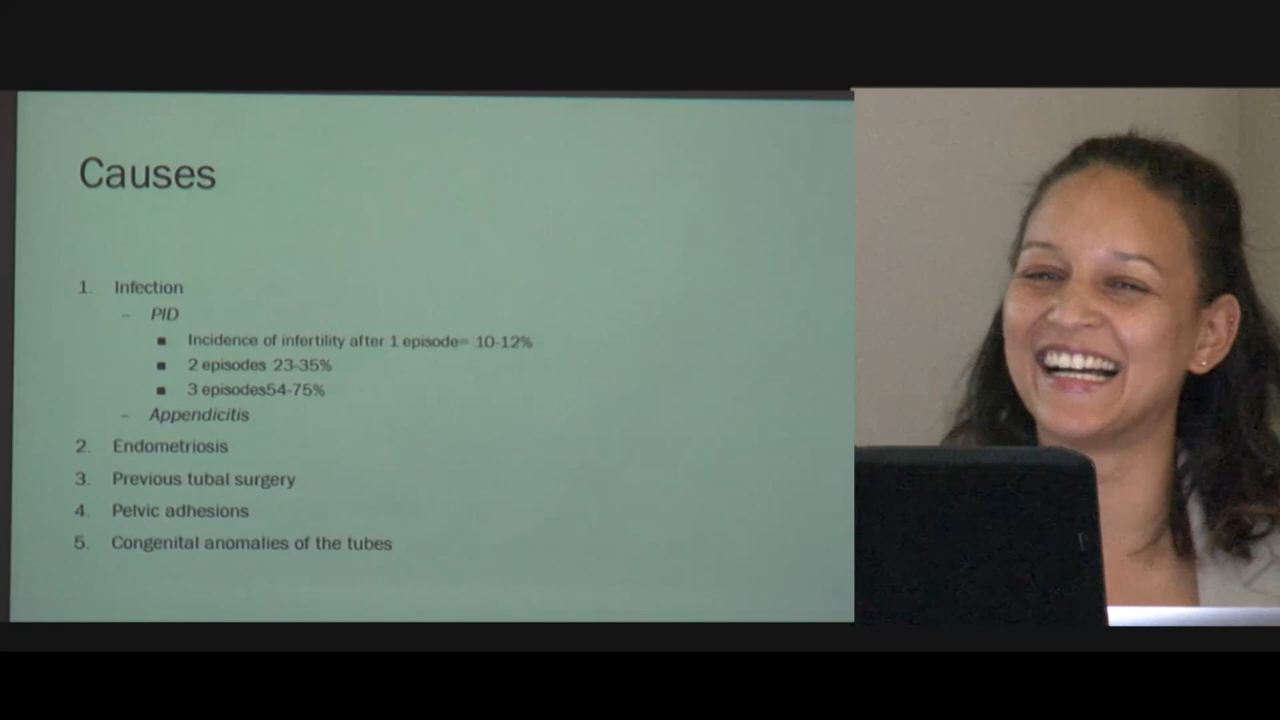 Causes
1. Infection
– PID
▪ Incidence of infertility after 1 episode= 10-12%
▪ 2 episodes 23-35%
▪ 3 episodes54-75%
– Appendicitis
2. Endometriosis
3. Previous tubal surgery
4. Pelvic adhesions
5. Congenital anomalies of the tubes